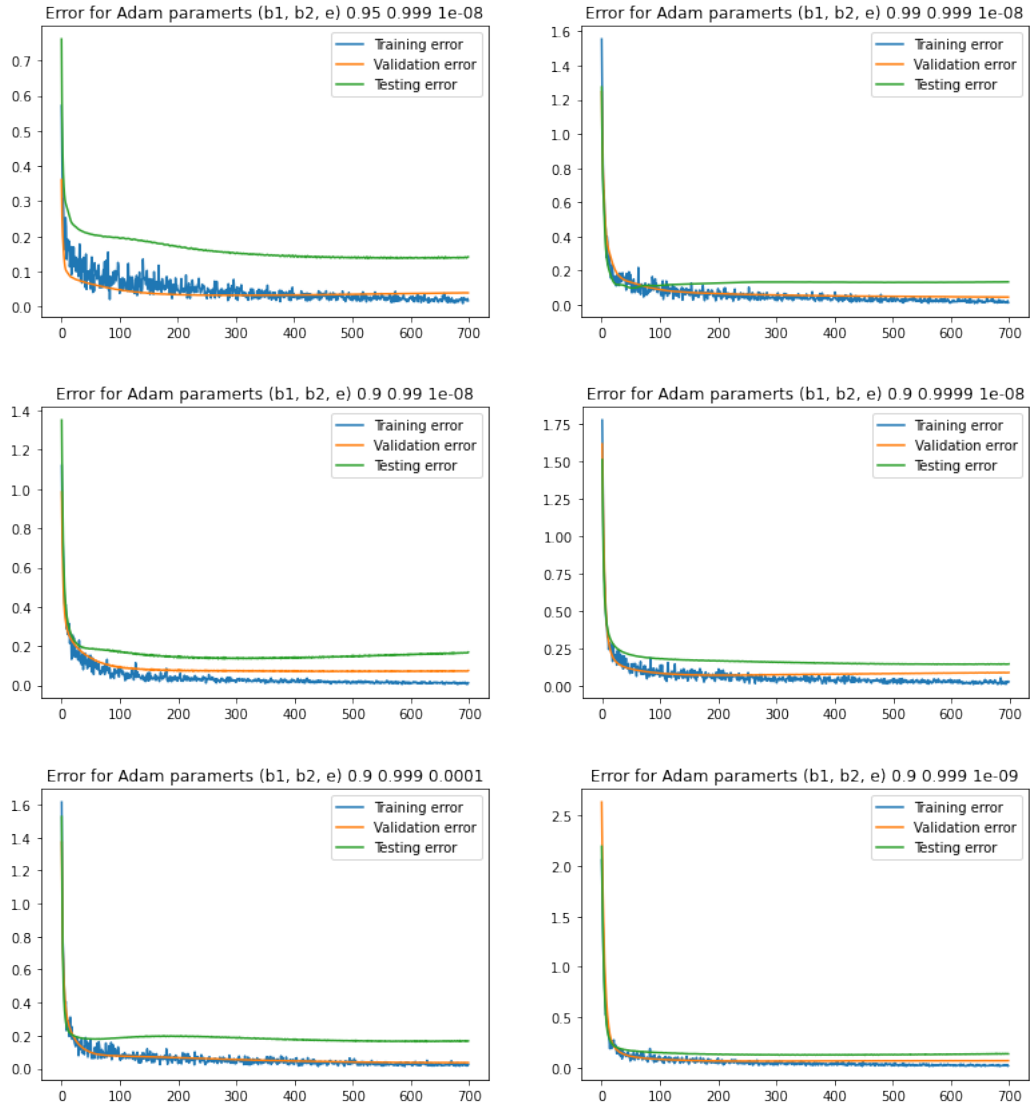 Error for Adam paramerts (b1, b2, e) 0.95 0.999 1e-08
Training error
Validation error
Testing error
0.7
0.6
0.5
0.4
0.3
0.2
0.1
0.0
0 100 200 300 400 500 600 700
Error for Adam paramerts (b1, b2, e) 0.99 0.999 1e-08
Training error
Validation error
Testing error
1.6
1.4
1.2
1.0
0.8
0.6
0.4
0.2
0.0
0 100 200 300 400 500 600 700
Error for Adam paramerts (b1, b2, e) 0.9 0.99 1e-08
Training error
Validation error
Testing error
1.4
1.2
1.0
0.8
0.6
0.4
0.2
0.0
0 100 200 300 400 500 600 700
Error for Adam paramerts (b1, b2, e) 0.9 0.9999 1e-08
Training error
Validation error
Testing error
1.75
1.50
1.25
1.00
0.75
0.50
0.25
0.00
0 100 200 300 400 500 600 700
Error for Adam paramerts (b1, b2, e) 0.9 0.999 0.0001
Training error
Validation error
Testing error
1.6
1.4
1.2
1.0
0.8
0.6
0.4
0.2
0.0
0 100 200 300 400 500 600 700
Error for Adam paramerts (b1, b2, e) 0.9 0.999 1e-09
Training error
Validation error
Testing error
2.5
2.0
1.5
1.0
0.5
0.0
0 100 200 300 400 500 600 700